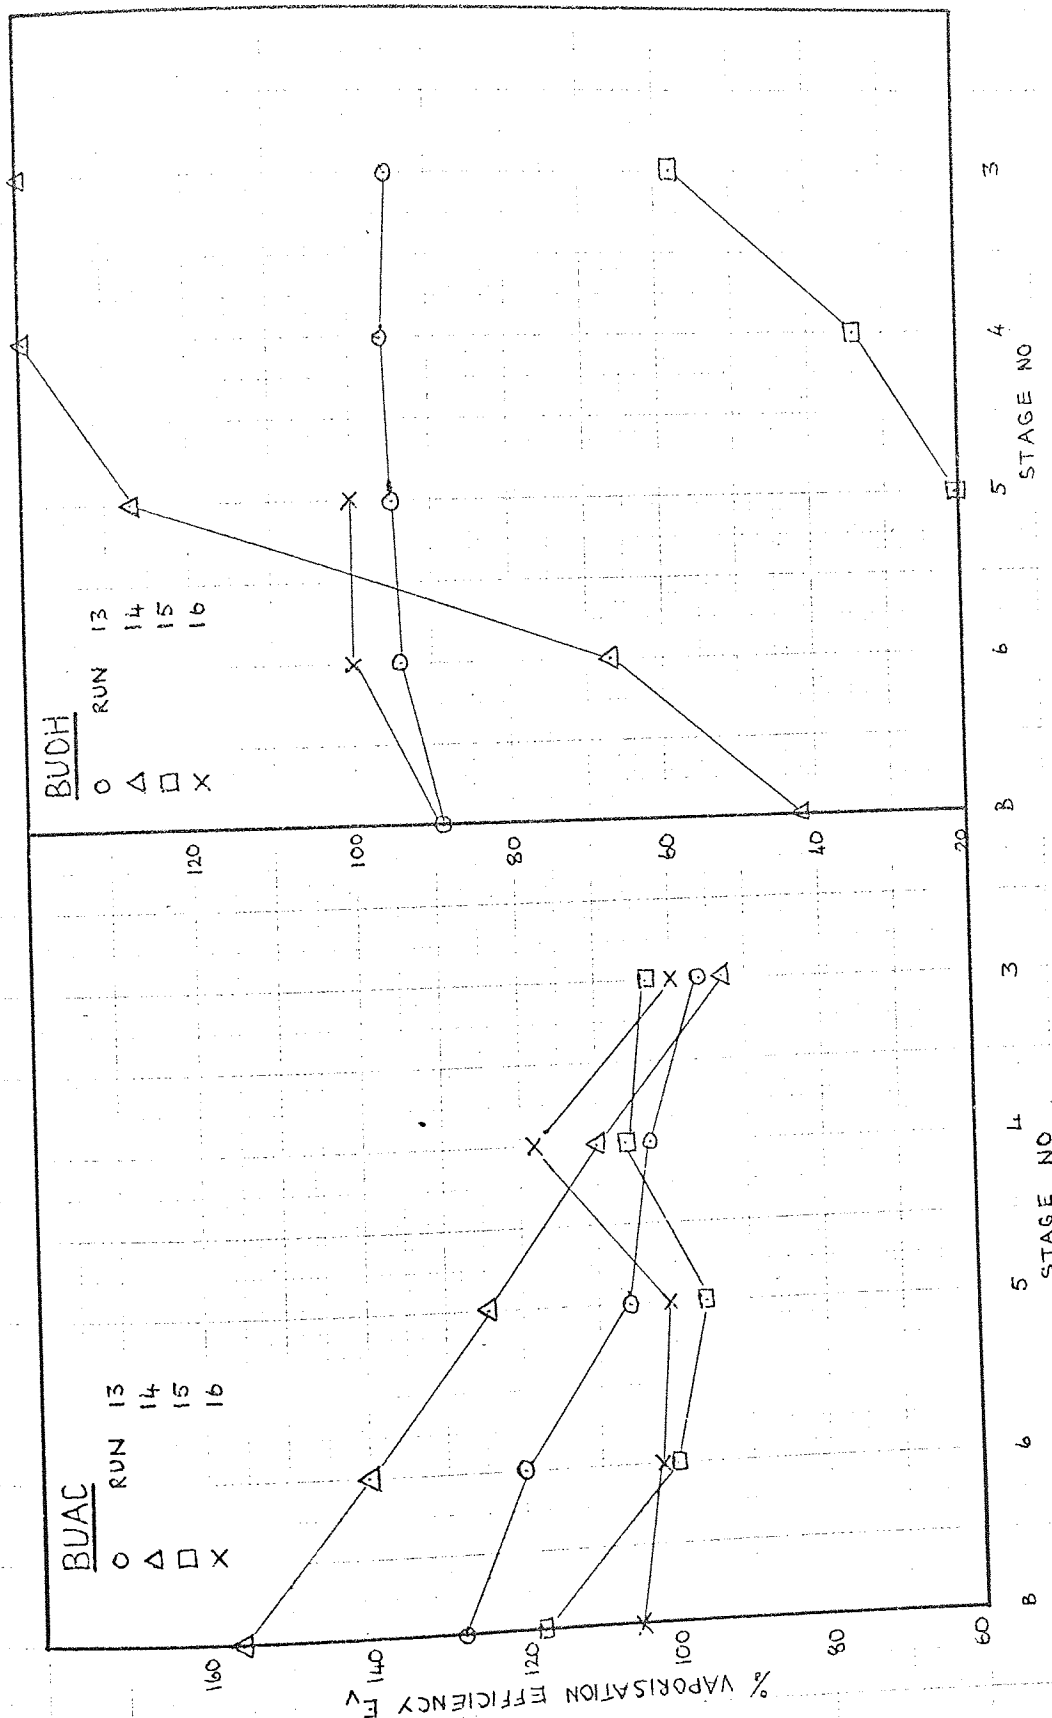 BUAC
O RUN 13
△ 14
□ 15
× 16
% VAPORISATION EFFICIENCY EV
160
140
120
100
80
60
B 6 5 4 3
STAGE NO
BUOH
O RUN 13
△ 14
□ 15
× 16
120
100
80
60
40
20
B 6 5 4 3
STAGE NO